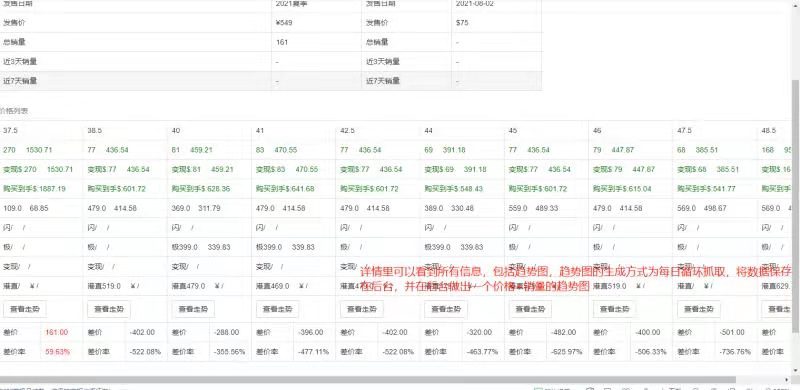 发售日期 2021夏季 发售日期 2021-08-02
发售价 ¥549 发售价 $75
总销量 161 总销量 -
近3天销量 - 近3天销量 -
近7天销量 - 近7天销量 -
价格列表
37.5 38.5 40 41 42.5 44 45 46 47.5 48.5
270 1530.71 77 436.54 81 459.21 83 470.55 77 436.54 69 391.18 77 436.54 79 447.87 68 385.51 168 95
变现$ 270 1530.71 变现$ 77 436.54 变现$ 81 459.21 变现$ 83 470.55 变现$ 77 436.54 变现$ 69 391.18 变现$ 77 436.54 变现$ 79 447.87 变现$ 68 385.51 变现$ 16
购买到手$:1887.19 购买到手$:601.72 购买到手$:628.36 购买到手$:641.68 购买到手$:601.72 购买到手$:548.43 购买到手$:601.72 购买到手$:615.04 购买到手$:541.77 购买到手$
109.0 68.85 479.0 414.58 369.0 311.79 479.0 414.58 479.0 414.58 389.0 330.48 559.0 489.33 479.0 414.58 569.0 498.67 569.0 4
闪/ / 闪/ / 闪/ / 闪/ / 闪/ / 闪/ / 闪/ / 闪/ / 闪/ / 闪/ /
极/ / 极/ / 极399.0 339.83 极399.0 339.83 极/ / 极399.0 339.83 极/ / 极/ / 极/ / 极/ /
变现/ / 变现/ / 变现/ / 变现/ /
详情里可以看到所有信息，包括趋势图，趋势图的生成方式为每日循环抓取，将数据保存
港直/ ¥ / 港直519.0 ¥ / 港直479.0 ¥ / 港直469.0 ¥ /
在后台，并在后台做出一个价格+销量的趋势图
港直629.
查看走势 查看走势 查看走势 查看走势 查看走势 查看走势 查看走势 查看走势 查看走势 查看走
差价 161.00 差价 -402.00 差价 -288.00 差价 -396.00 差价 -402.00 差价 -320.00 差价 -482.00 差价 -400.00 差价 -501.00 差价
差价率 59.63% 差价率 -522.08% 差价率 -355.56% 差价率 -477.11% 差价率 -522.08% 差价率 -463.77% 差价率 -625.97% 差价率 -506.33% 差价率 -736.76% 差价率